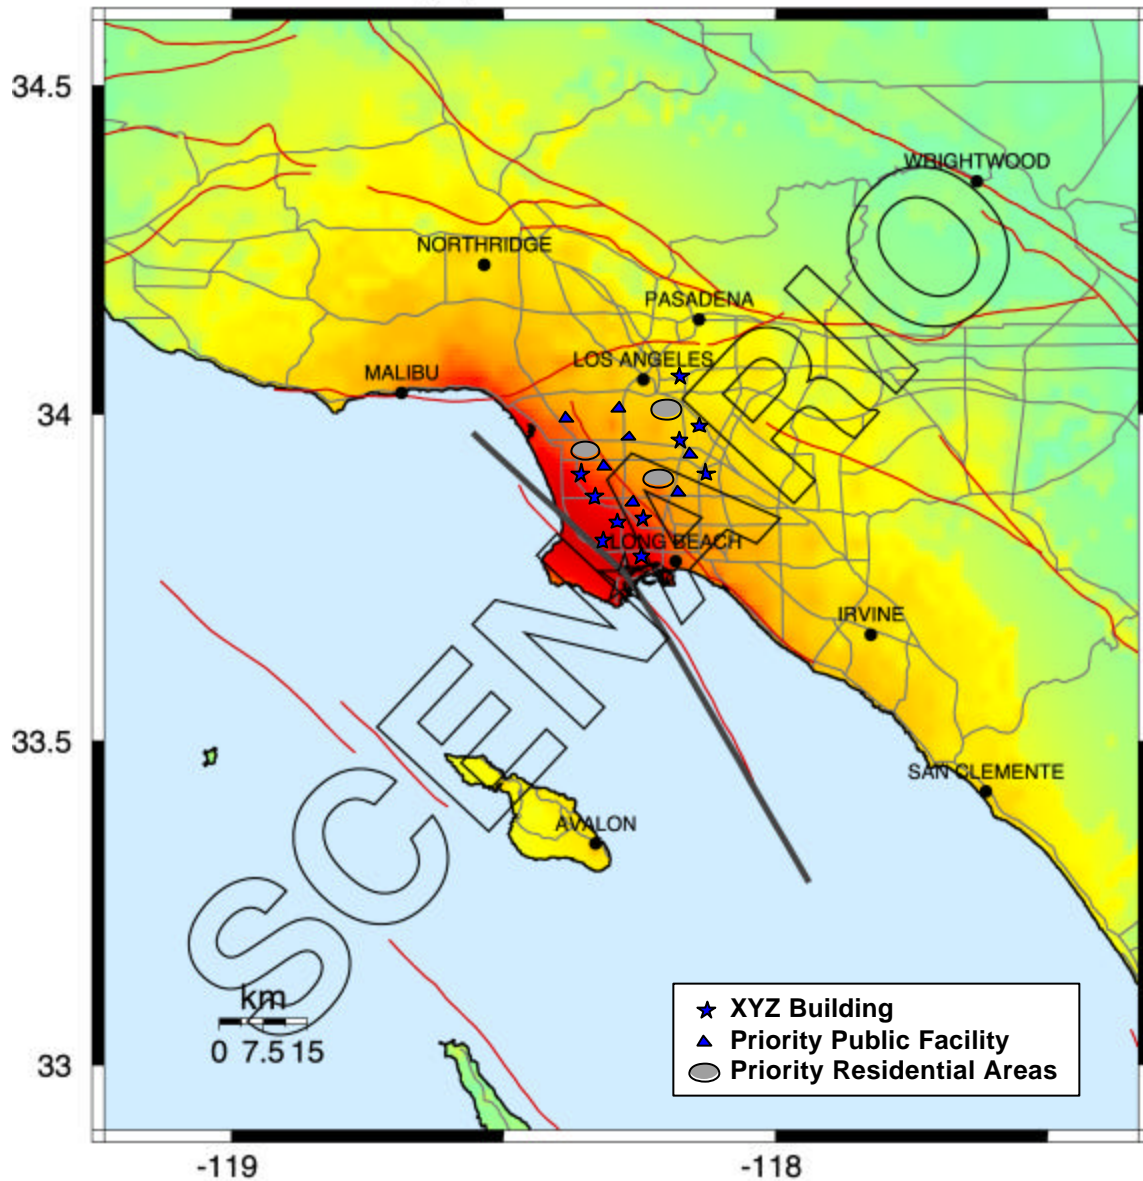 34.5
WRIGHTWOOD
NORTHRIDGE
PASADENA
LOS ANGELES
MALIBU
34
LONG BEACH
IRVINE
33.5
SAN CLEMENTE
AVALON
SCENARIO
km
0 7.5 15
33
XYZ Building
Priority Public Facility
Priority Residential Areas
-119
-118